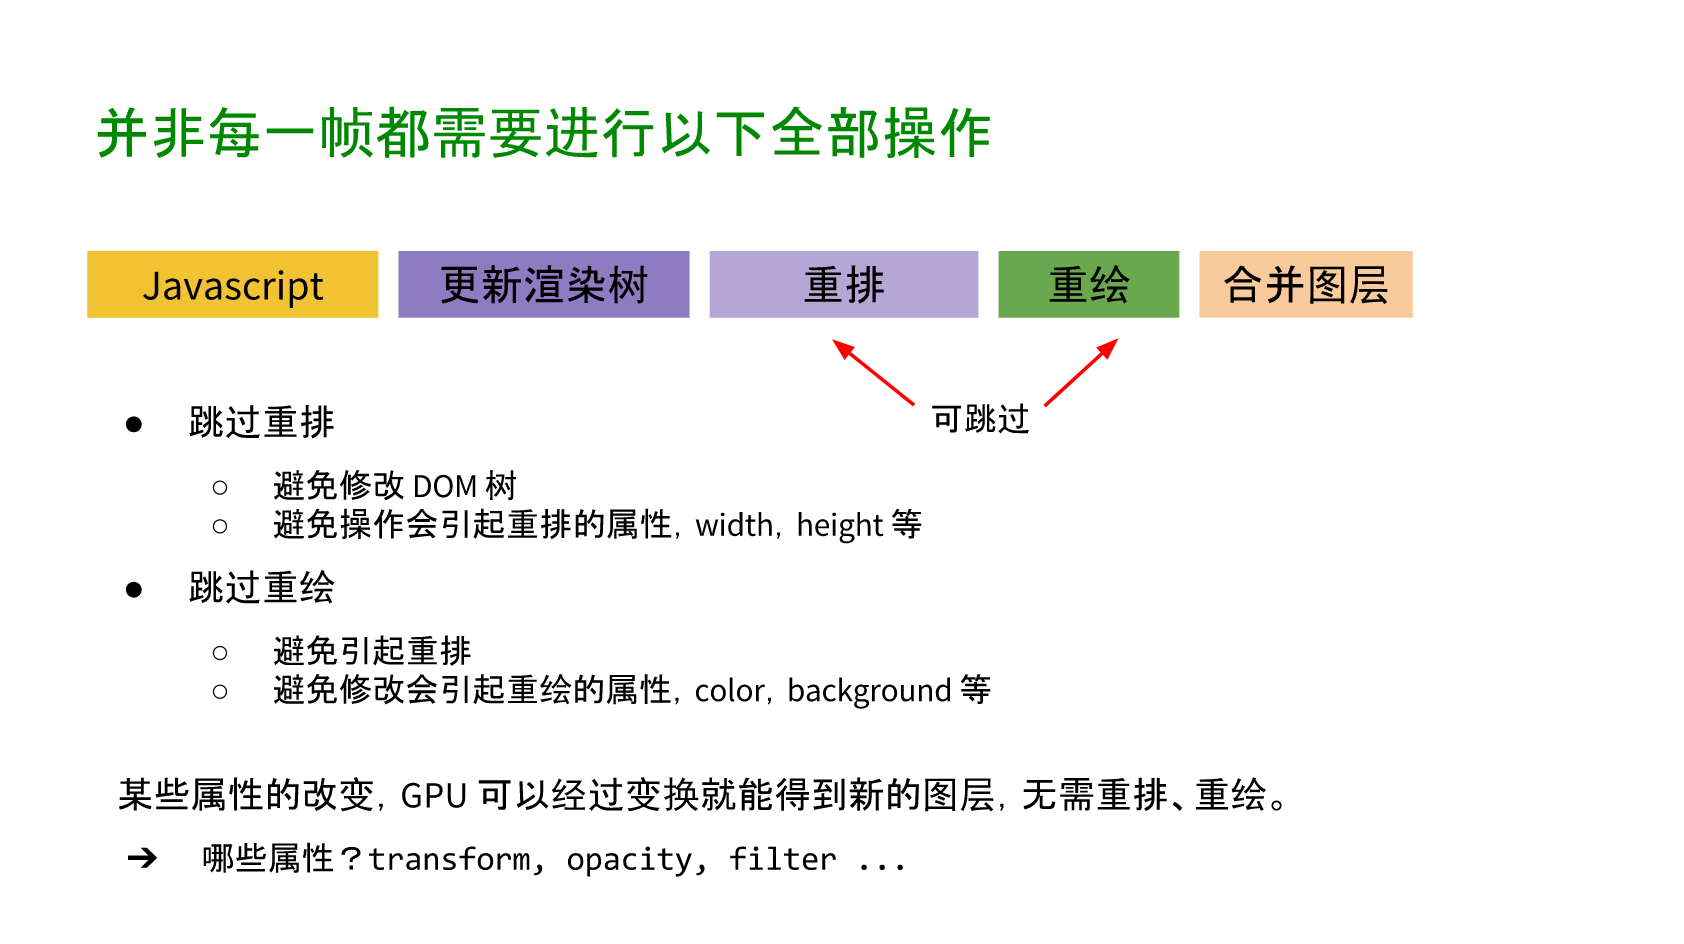 并非每一帧都需要进行以下全部操作
Javascript 更新渲染树 重排 重绘 合并图层
可跳过
● 跳过重排
○ 避免修改 DOM 树
○ 避免操作会引起重排的属性，width，height 等
● 跳过重绘
○ 避免引起重排
○ 避免修改会引起重绘的属性，color，background 等
某些属性的改变，GPU 可以经过变换就能得到新的图层，无需重排、重绘。
➔ 哪些属性？transform, opacity, filter ...